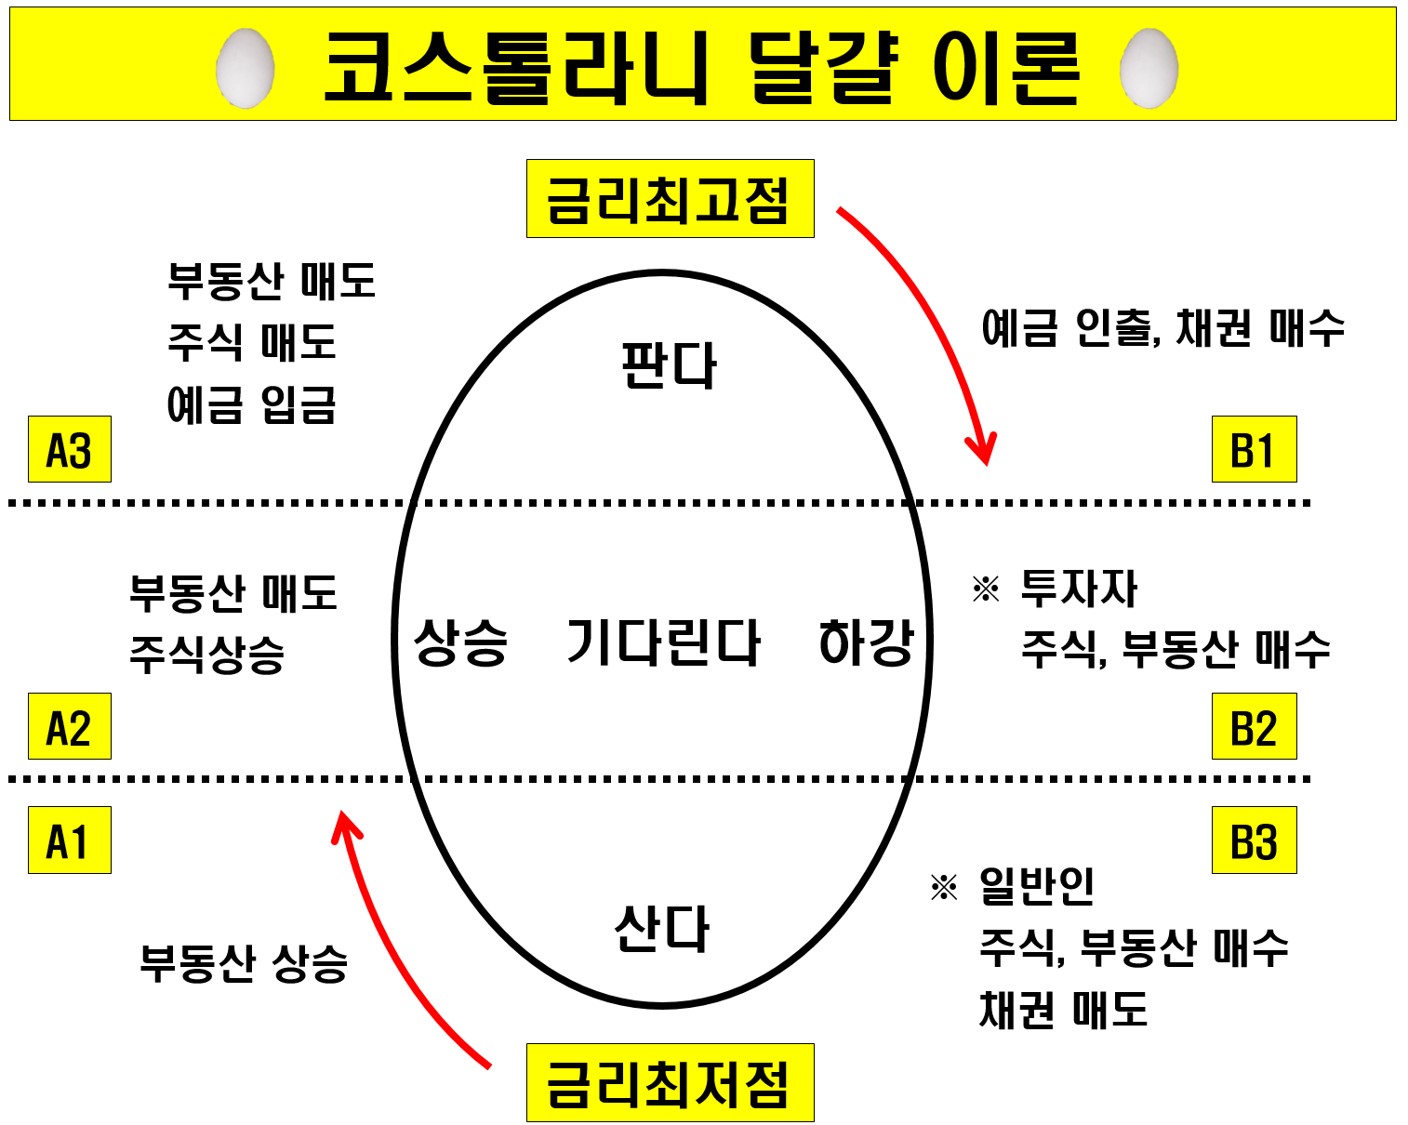 코스톨라니 달걀 이론
금리최고점
부동산 매도
주식 매도
예금 입금
A3
판다
예금 인출, 채권 매수
B1
부동산 매도
주식상승
A2
상승 기다린다 하강
※ 투자자
주식, 부동산 매수
B2
A1
부동산 상승
산다
B3
※ 일반인
주식, 부동산 매수
채권 매도
금리최저점